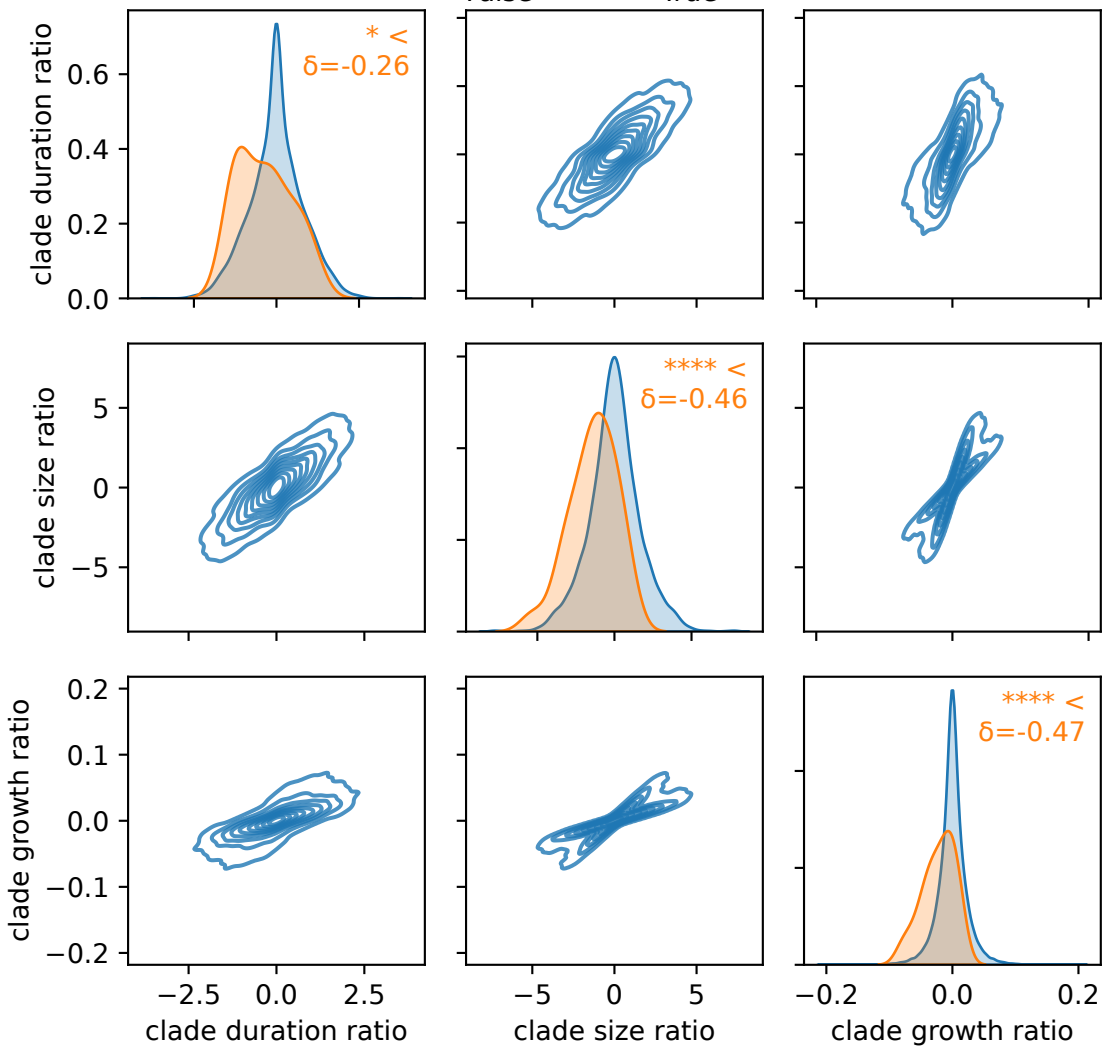 clade duration ratio
0.6
0.4
0.2
0.0
* <
δ=-0.26
clade size ratio
5
0
−5
**** <
δ=-0.46
clade growth ratio
0.2
0.1
0.0
−0.1
−0.2
**** <
δ=-0.47
−2.5 0.0 2.5
−5 0 5
−0.2 0.0 0.2
clade duration ratio
clade size ratio
clade growth ratio